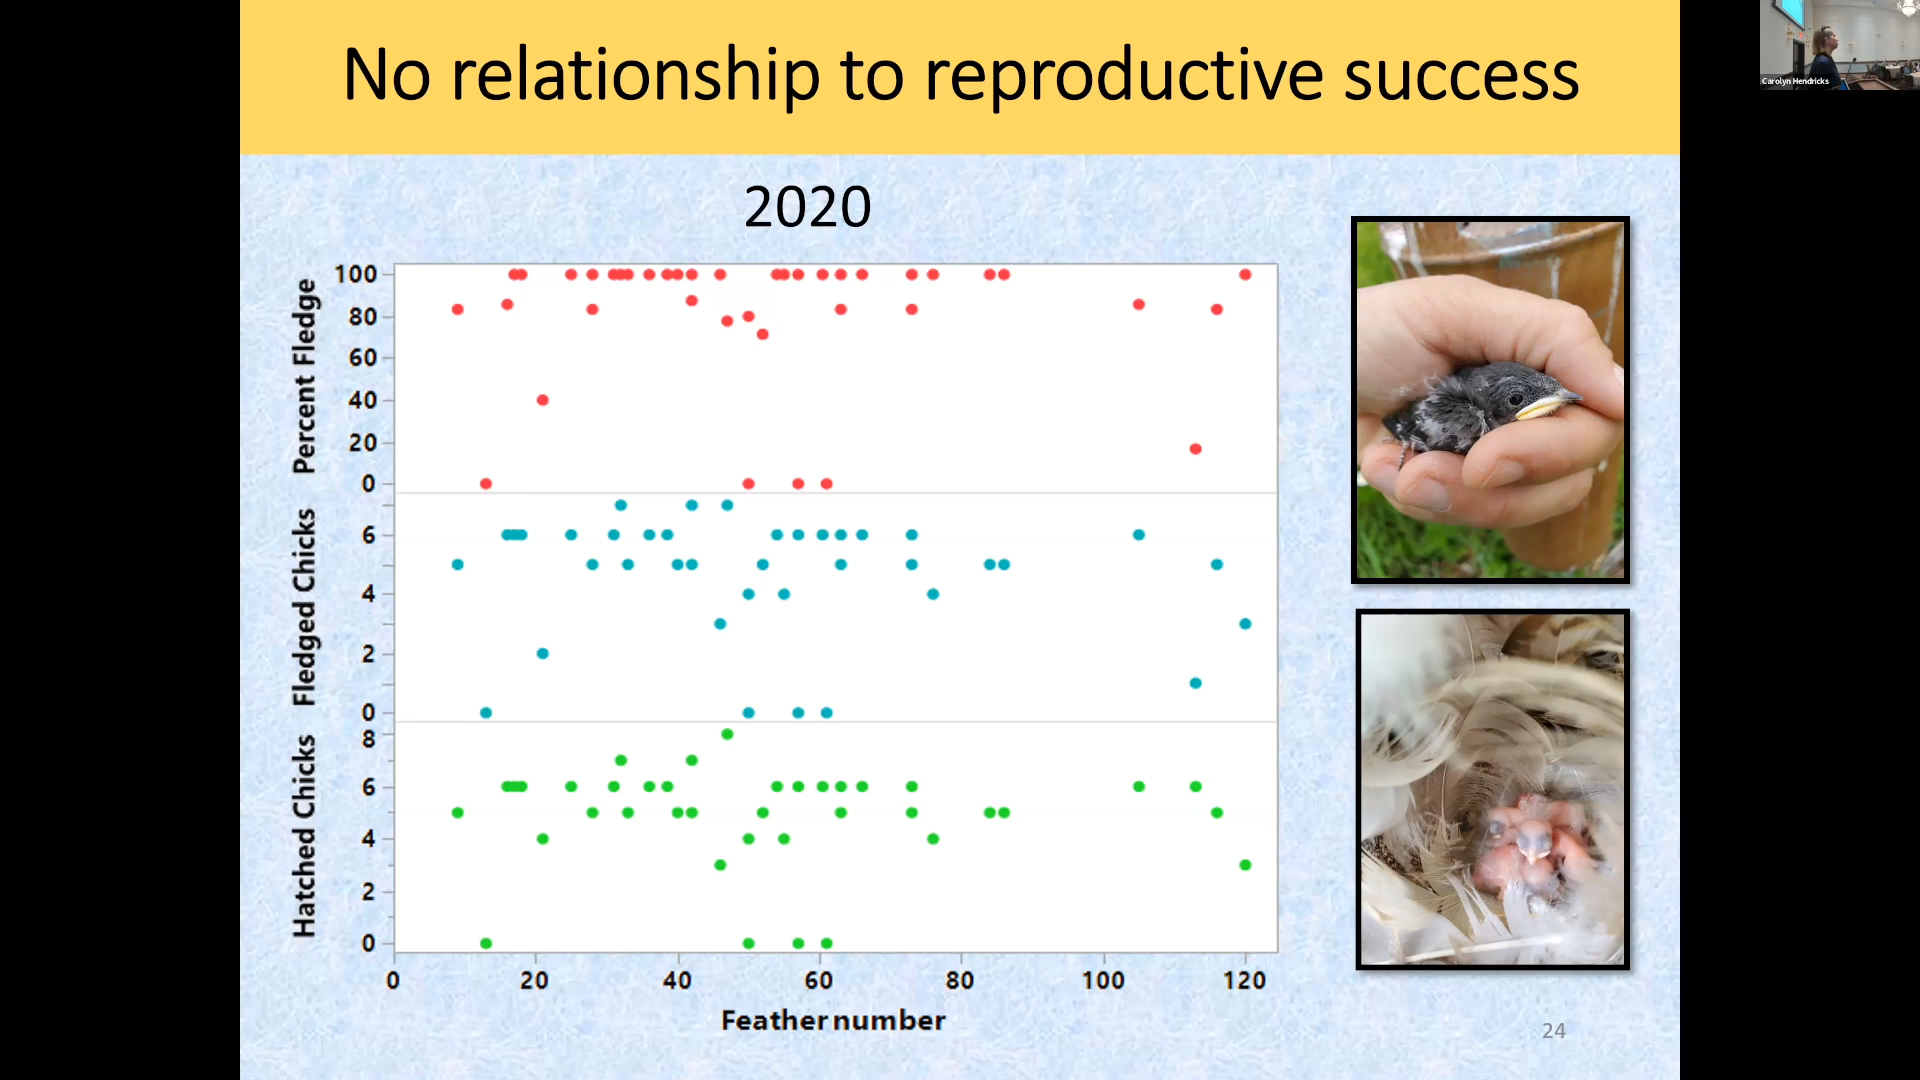 No relationship to reproductive success
Carolyn Hendricks
2020
Percent Fledge
100
80
60
40
20
0
Fledged Chicks
6
4
2
0
Hatched Chicks
8
6
4
2
0
0 20 40 60 80 100 120
Feather number
24